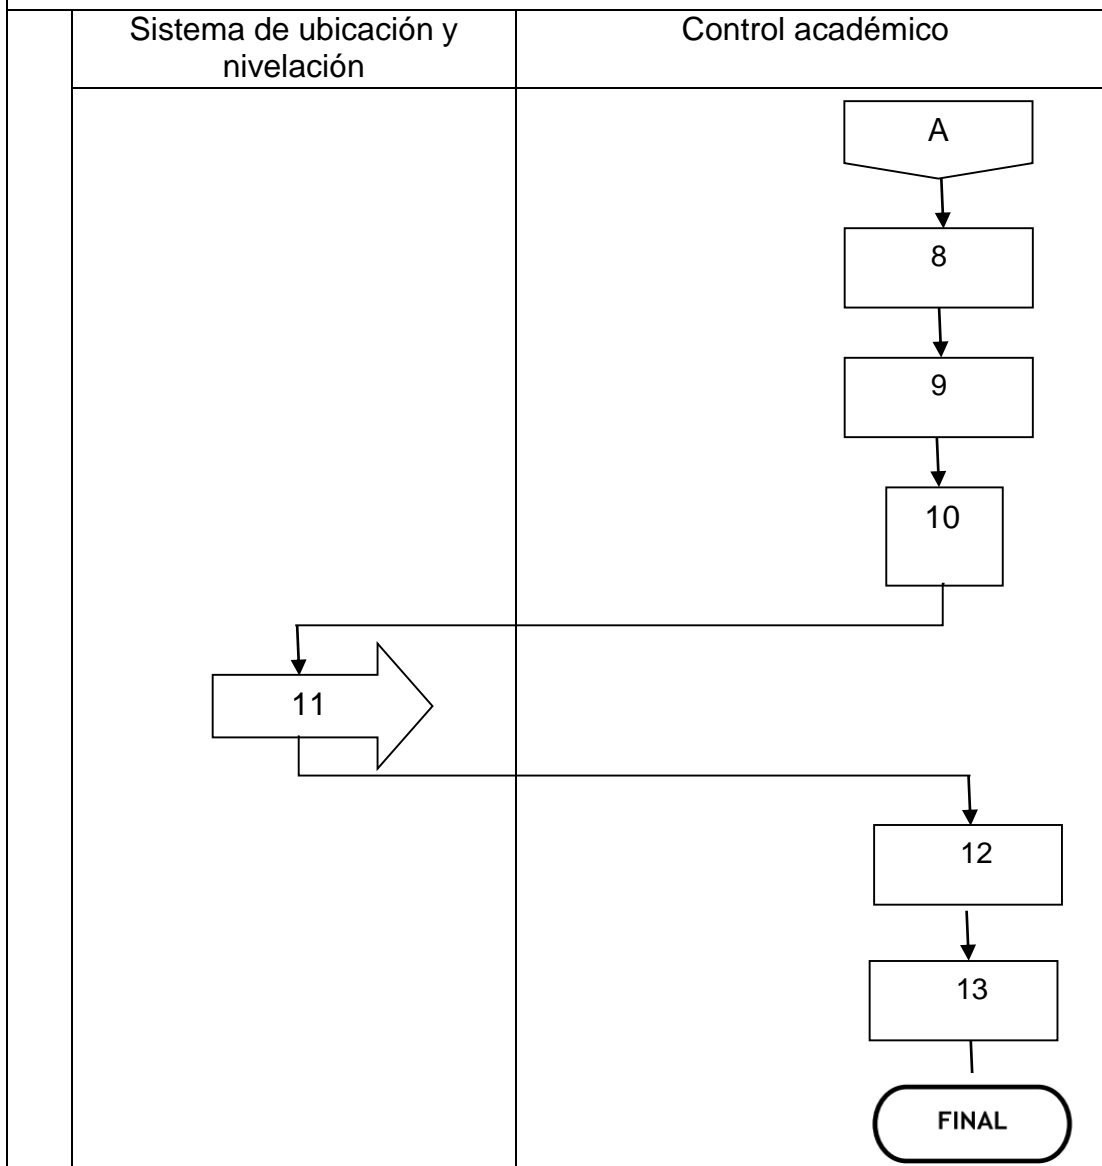 Sistema de ubicación y
nivelación
Control académico
A
8
9
10
11
12
13
FINAL